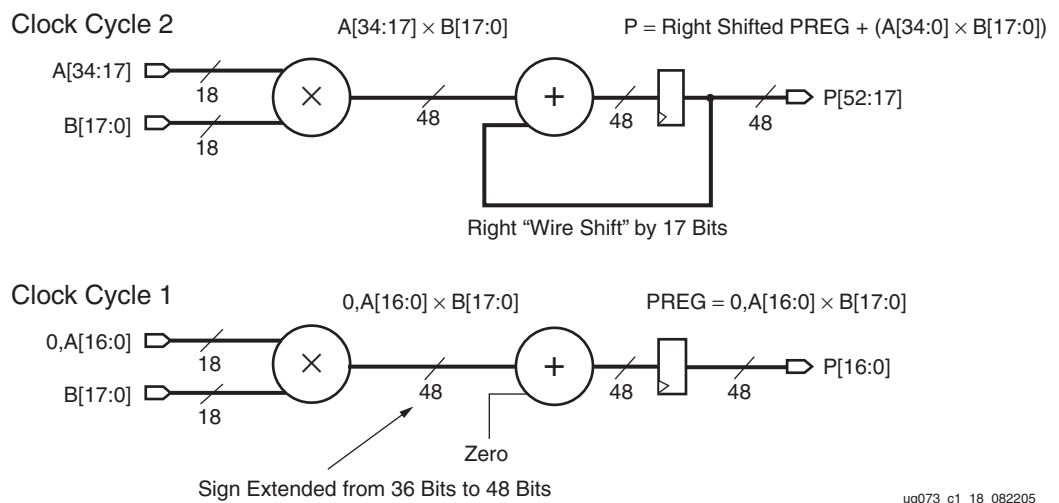 Clock Cycle 2
A[34:17] × B[17:0]
P = Right Shifted PREG + (A[34:0] × B[17:0])
A[34:17]
18
×
48
+
48
48
P[52:17]
B[17:0]
18
Right “Wire Shift” by 17 Bits
Clock Cycle 1
0,A[16:0] × B[17:0]
PREG = 0,A[16:0] × B[17:0]
0,A[16:0]
18
×
48
+
48
48
P[16:0]
B[17:0]
18
Zero
Sign Extended from 36 Bits to 48 Bits
ug073_c1_18_082205